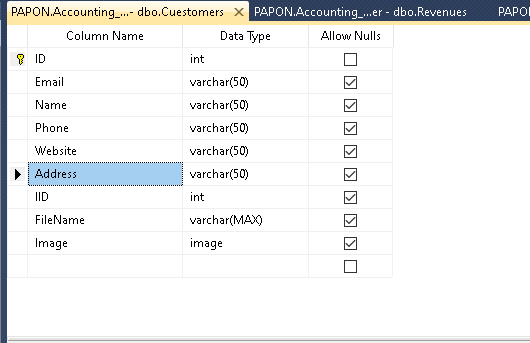 PAPON.Accounting_...- dbo.Cuestomers PAPON.Accounting_...er - dbo.Revenues PAPO
Column Name Data Type Allow Nulls
ID int
Email varchar(50)
Name varchar(50)
Phone varchar(50)
Website varchar(50)
Address varchar(50)
IID int
FileName varchar(MAX)
Image image